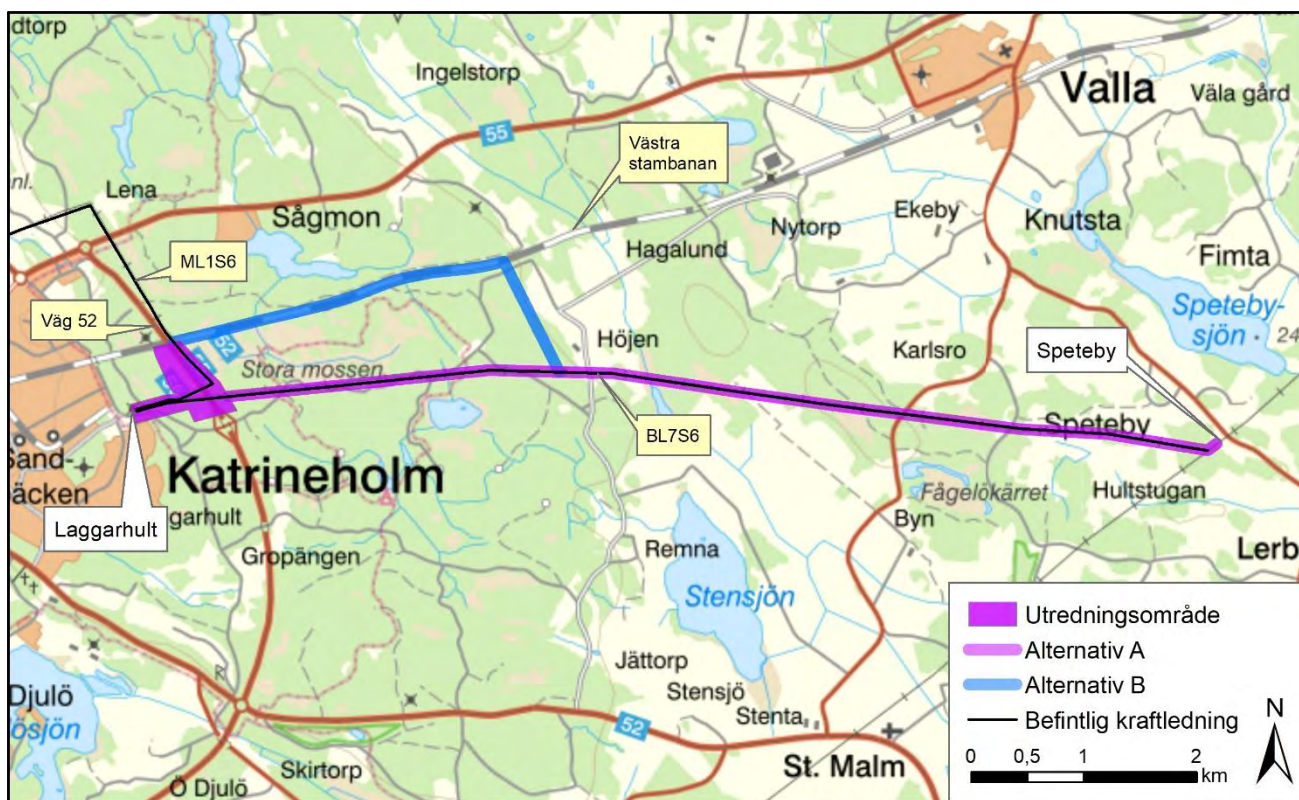 dtorp
Ingelstorp
Valla
Väla gård
55
Västra
stambanan
Lena
Sågmon
Ekeby
Knutsta
Nytorp
Hagalund
Fimta
ML1S6
Väg 52
52
Speteby-
sjön
24
Höjen
Karlsro
Speteby
Stora mossen
BL7S6
Speteby
Sand-
äcken
Katrineholm
Fågelökärret
Hultstugan
Laggarhult
garhult
Byn
Gropängen
Remna
Lerb
Stensjön
Jättorp
Stensjö
Stenta
Djulö
ösjön
52
St. Malm
Skirtorp
Ö Djulö
Utredningsområde
Alternativ A
Alternativ B
Befintlig kraftledning
N
0 0,5 1 2
km